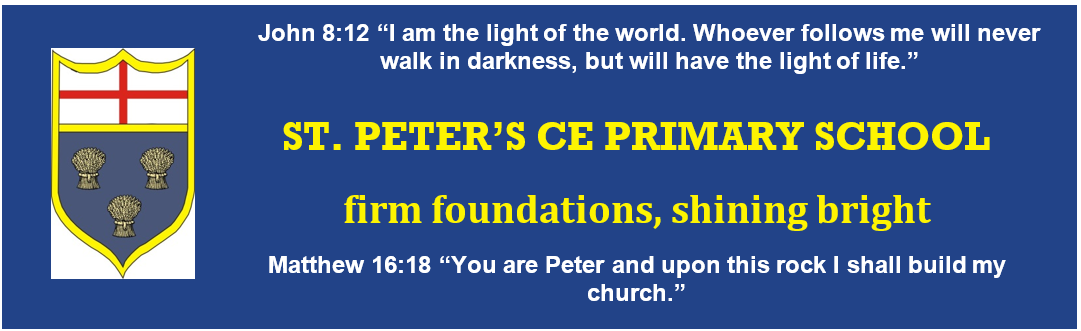 John 8:12 “I am the light of the world. Whoever follows me will never
walk in darkness, but will have the light of life.”
ST. PETER’S CE PRIMARY SCHOOL
firm foundations, shining bright
Matthew 16:18 “You are Peter and upon this rock I shall build my
church.”